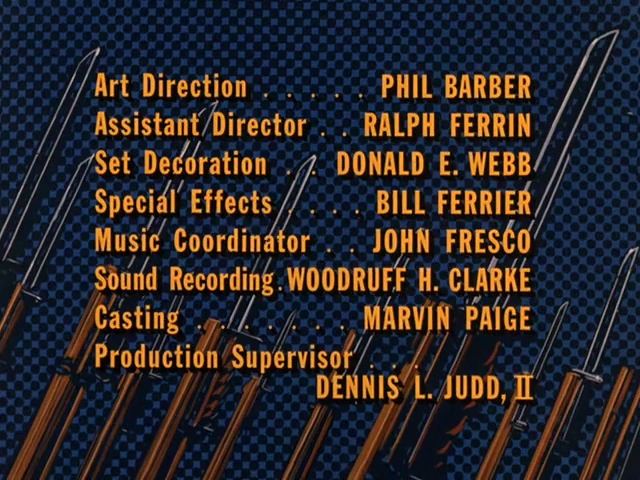 Art Direction . . . . . PHIL BARBER
Assistant Director . . RALPH FERRIN
Set Decoration . . DONALD E. WEBB
Special Effects . . . . BILL FERRIER
Music Coordinator . . JOHN FRESCO
Sound Recording . WOODRUFF H. CLARKE
Casting . . . . . . . MARVIN PAIGE
Production Supervisor . . .
DENNIS L. JUDD, II